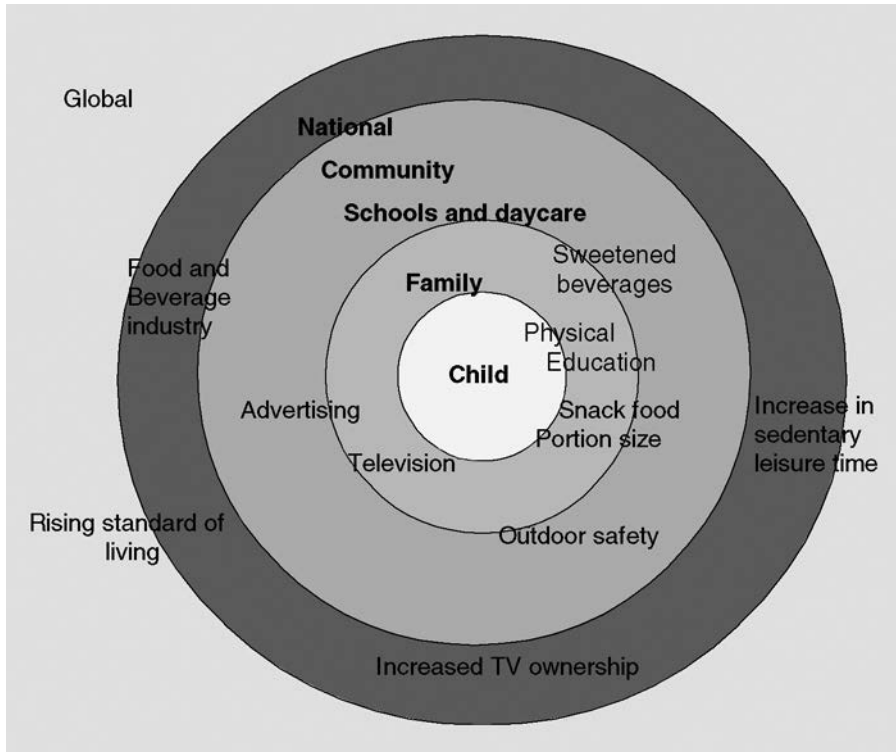 Global
National
Community
Schools and daycare
Sweetened
beverages
Food and
Beverage
industry
Family
Physical
Education
Child
Advertising
Snack food
Portion size
Increase in
sedentary
leisure time
Television
Rising standard of
living
Outdoor safety
Increased TV ownership